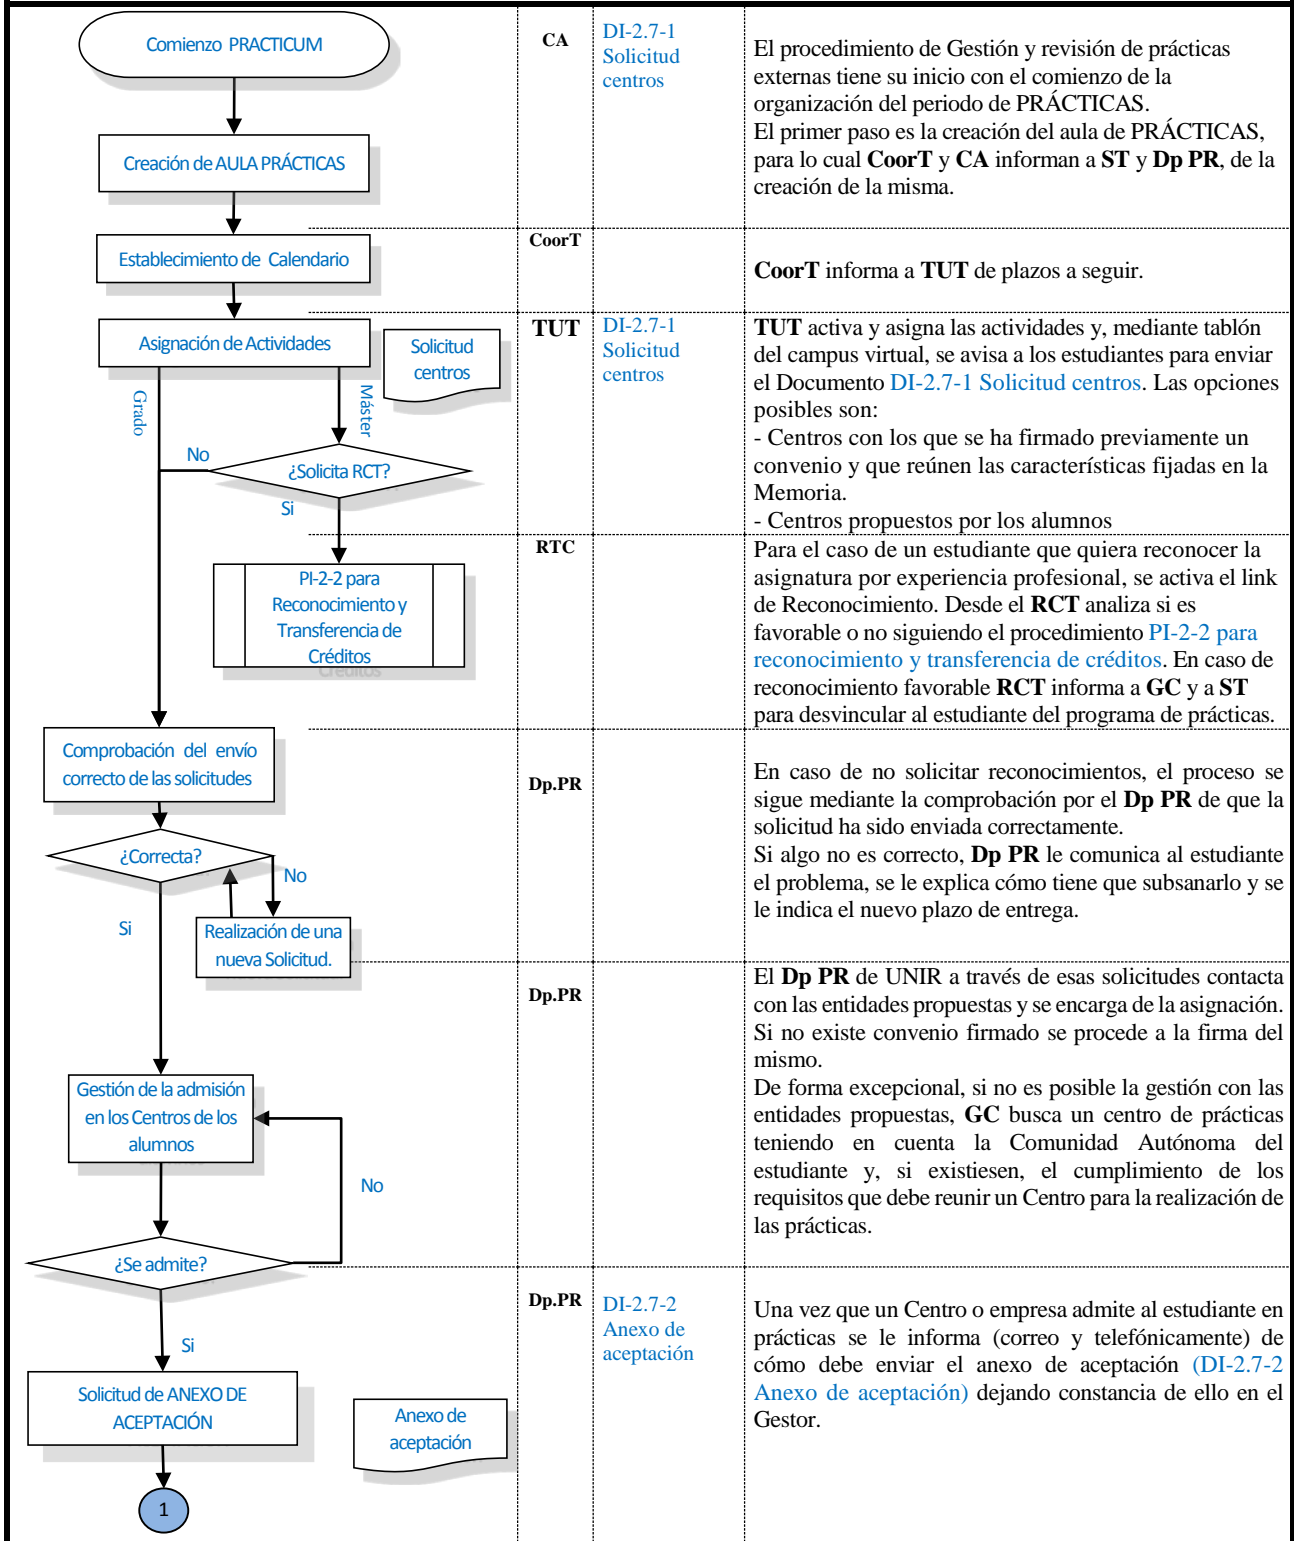 Comienzo PRACTICUM
CA
DI-2.7-1
Solicitud
centros
El procedimiento de Gestión y revisión de prácticas
externas tiene su inicio con el comienzo de la
organización del periodo de PRÁCTICAS.
El primer paso es la creación del aula de PRÁCTICAS,
para lo cual CoorT y CA informan a ST y Dp PR, de la
creación de la misma.
Creación de AULA PRÁCTICAS
Establecimiento de Calendario
CoorT
CoorT informa a TUT de plazos a seguir.
Asignación de Actividades
Solicitud
centros
Grado
Máster
No
¿Solicita RCT?
Si
TUT
DI-2.7-1
Solicitud
centros
TUT activa y asigna las actividades y, mediante tablón
del campus virtual, se avisa a los estudiantes para enviar
el Documento DI-2.7-1 Solicitud centros. Las opciones
posibles son:
- Centros con los que se ha firmado previamente un
convenio y que reúnen las características fijadas en la
Memoria.
- Centros propuestos por los alumnos
PI-2-2 para
Reconocimiento y
Transferencia de
Créditos
RTC
Para el caso de un estudiante que quiera reconocer la
asignatura por experiencia profesional, se activa el link
de Reconocimiento. Desde el RCT analiza si es
favorable o no siguiendo el procedimiento PI-2-2 para
reconocimiento y transferencia de créditos. En caso de
reconocimiento favorable RCT informa a GC y a ST
para desvincular al estudiante del programa de prácticas.
Comprobación del envío
correcto de las solicitudes
¿Correcta?
No
Si
Realización de una
nueva Solicitud.
Dp.PR
En caso de no solicitar reconocimientos, el proceso se
sigue mediante la comprobación por el Dp PR de que la
solicitud ha sido enviada correctamente.
Si algo no es correcto, Dp PR le comunica al estudiante
el problema, se le explica cómo tiene que subsanarlo y se
le indica el nuevo plazo de entrega.
Gestión de la admisión
en los Centros de los
alumnos
No
¿Se admite?
Dp.PR
El Dp PR de UNIR a través de esas solicitudes contacta
con las entidades propuestas y se encarga de la asignación.
Si no existe convenio firmado se procede a la firma del
mismo.
De forma excepcional, si no es posible la gestión con las
entidades propuestas, GC busca un centro de prácticas
teniendo en cuenta la Comunidad Autónoma del
estudiante y, si existiesen, el cumplimiento de los
requisitos que debe reunir un Centro para la realización de
las prácticas.
Si
Solicitud de ANEXO DE
ACEPTACIÓN
Anexo de
aceptación
1
Dp.PR
DI-2.7-2
Anexo de
aceptación
Una vez que un Centro o empresa admite al estudiante en
prácticas se le informa (correo y telefónicamente) de
cómo debe enviar el anexo de aceptación (DI-2.7-2
Anexo de aceptación) dejando constancia de ello en el
Gestor.